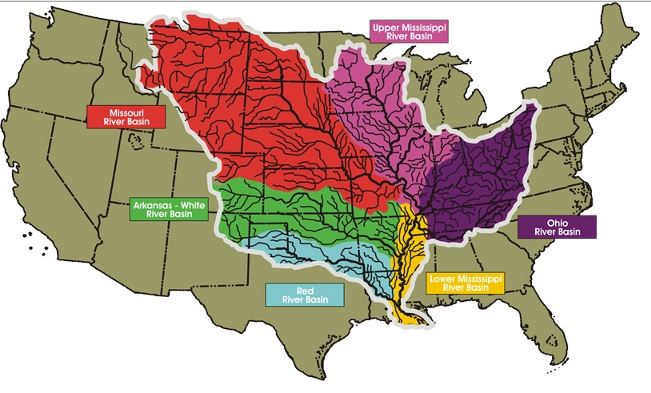 Upper Mississippi
River Basin
Missouri
River Basin
Arkansas - White
River Basin
Ohio
River Basin
Lower Mississippi
River Basin
Red
River Basin